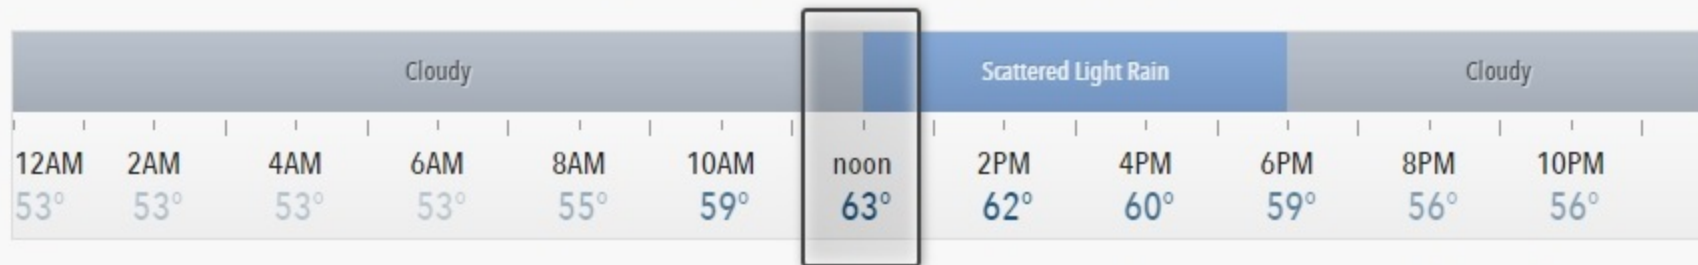 Cloudy Scattered Light Rain Cloudy
12AM 2AM 4AM 6AM 8AM 10AM noon 2PM 4PM 6PM 8PM 10PM
53° 53° 53° 53° 55° 59° 63° 62° 60° 59° 56° 56°